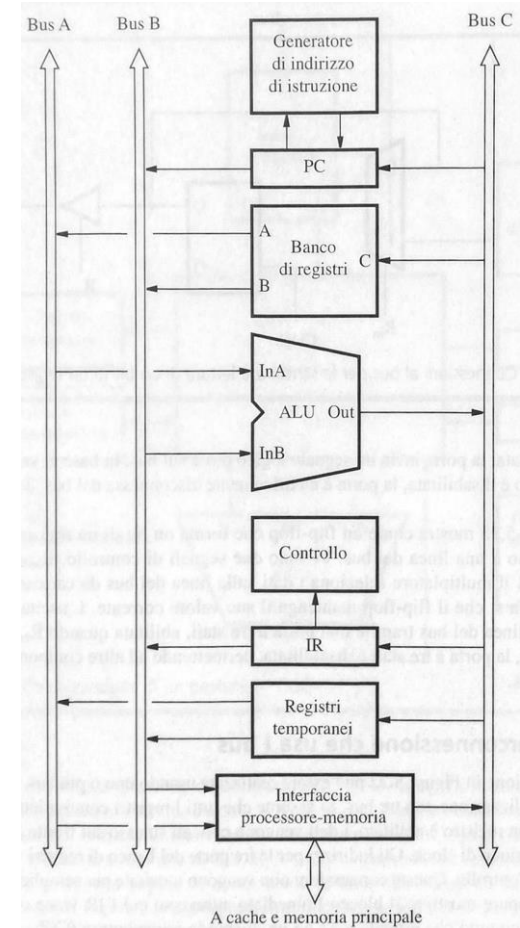 Bus A
Bus B
Bus C
Generatore
di indirizzo
di istruzione
PC
A
Banco
di registri
C
B
InA
ALU Out
InB
Controllo
IR
Registri
temporanei
Interfaccia
processore-memoria
A cache e memoria principale